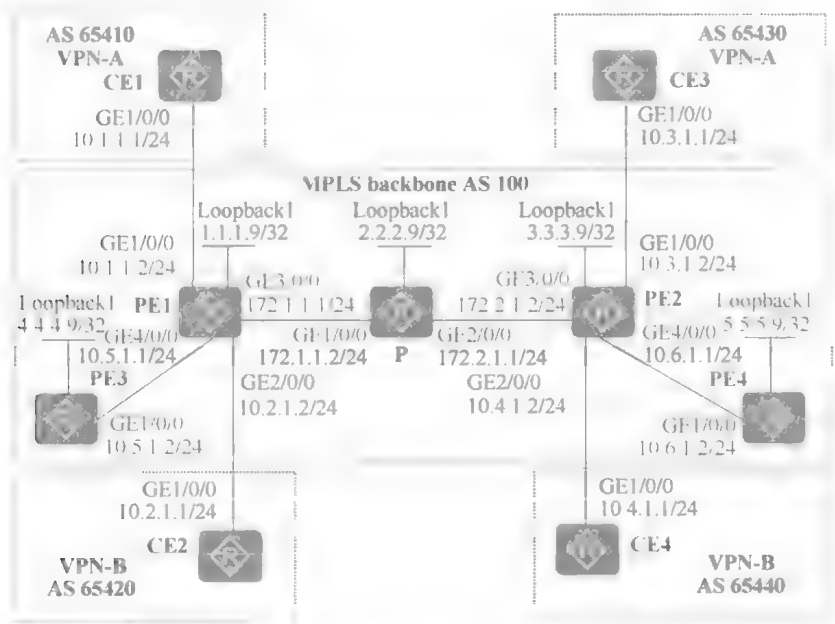 AS 65410
VPN-A
CE1
GE1/0/0
10.1.1.1/24
AS 65430
VPN-A
CE3
GE1/0/0
10.3.1.1/24
MPLS backbone AS 100
Loopback1
1.1.1.9/32
Loopback1
2.2.2.9/32
Loopback1
3.3.3.9/32
GE1/0/0
10.1.1.2/24
GE1/0/0
10.3.1.2/24
Loopback1
4.4.4.9/32
PE1
GE3/0/0
172.1.1.1/24
GE3/0/0
172.2.1.2/24
PE2
Loopback1
5.5.5.9/32
GE4/0/0
10.5.1.1/24
GE1/0/0
172.1.1.2/24
P
GE2/0/0
172.2.1.1/24
GE4/0/0
10.6.1.1/24
PE3
GE2/0/0
10.2.1.2/24
GE2/0/0
10.4.1.2/24
PE4
GE1/0/0
10.5.1.2/24
GE1/0/0
10.6.1.2/24
GE1/0/0
10.2.1.1/24
CE2
VPN-B
AS 65420
GE1/0/0
10.4.1.1/24
CE4
VPN-B
AS 65440